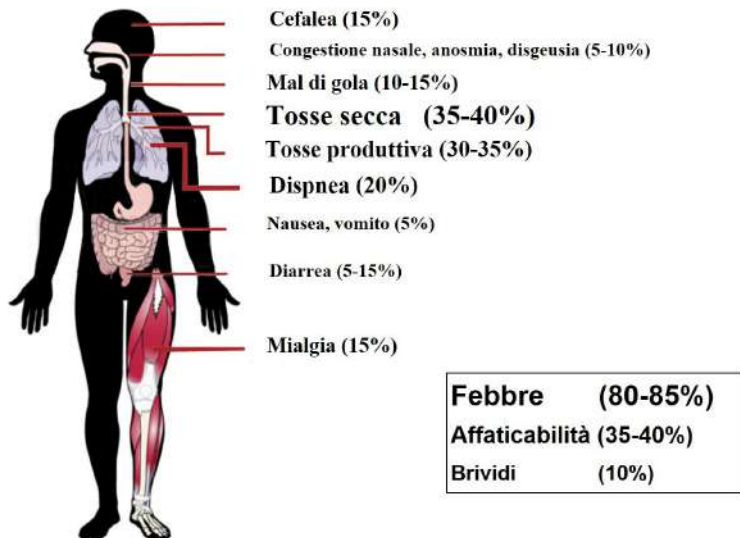 Cefalea (15%)
Congestione nasale, anosmia, disgeusia (5-10%)
Mal di gola (10-15%)
Tosse secca (35-40%)
Tosse produttiva (30-35%)
Dispnea (20%)
Nausea, vomito (5%)
Diarrea (5-15%)
Mialgia (15%)
Febbre (80-85%)
Affaticabilità (35-40%)
Brividi (10%)